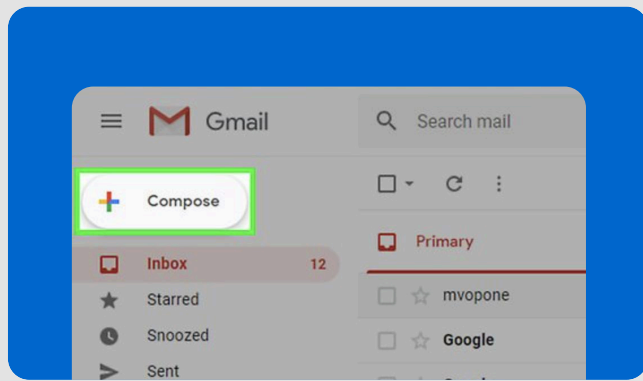 Gmail
Search mail
Compose
Primary
Inbox 12
mvopone
Starred
Snoozed
Google
Sent